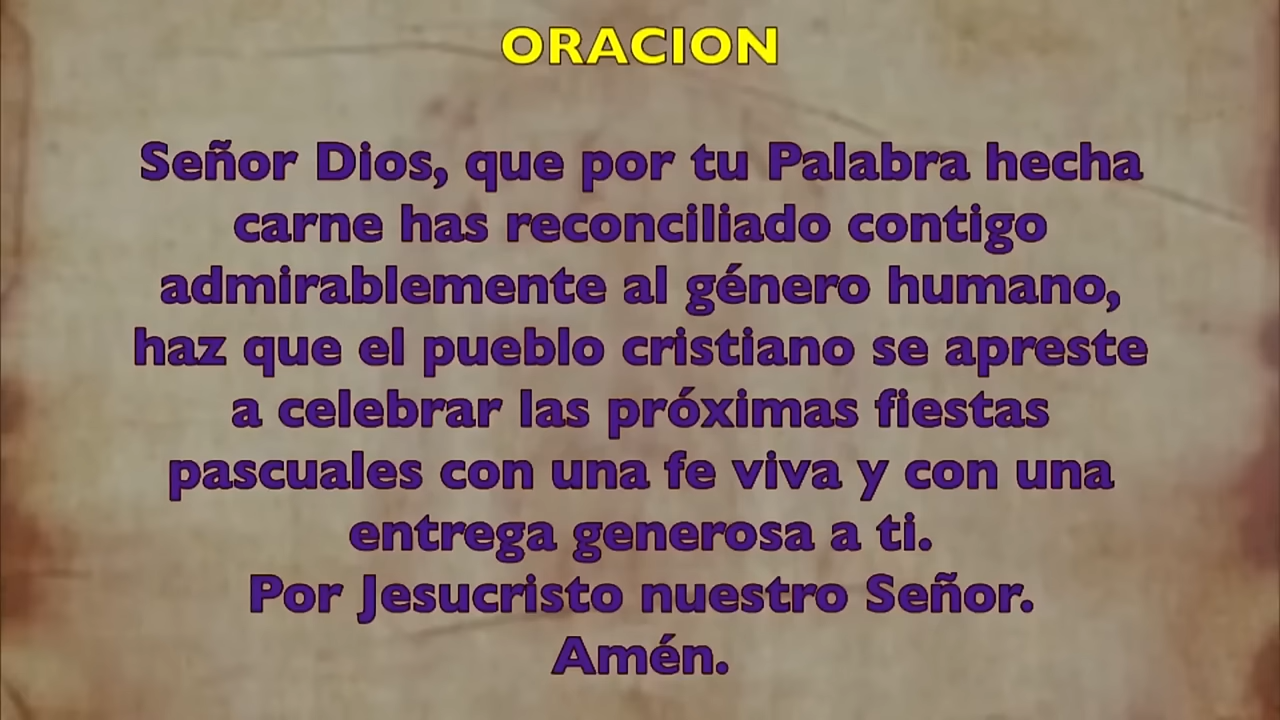 ORACION
Señor Dios, que por tu Palabra hecha
carne has reconciliado contigo
admirablemente al género humano,
haz que el pueblo cristiano se apreste
a celebrar las próximas fiestas
pascuales con una fe viva y con una
entrega generosa a ti.
Por Jesucristo nuestro Señor.
Amén.